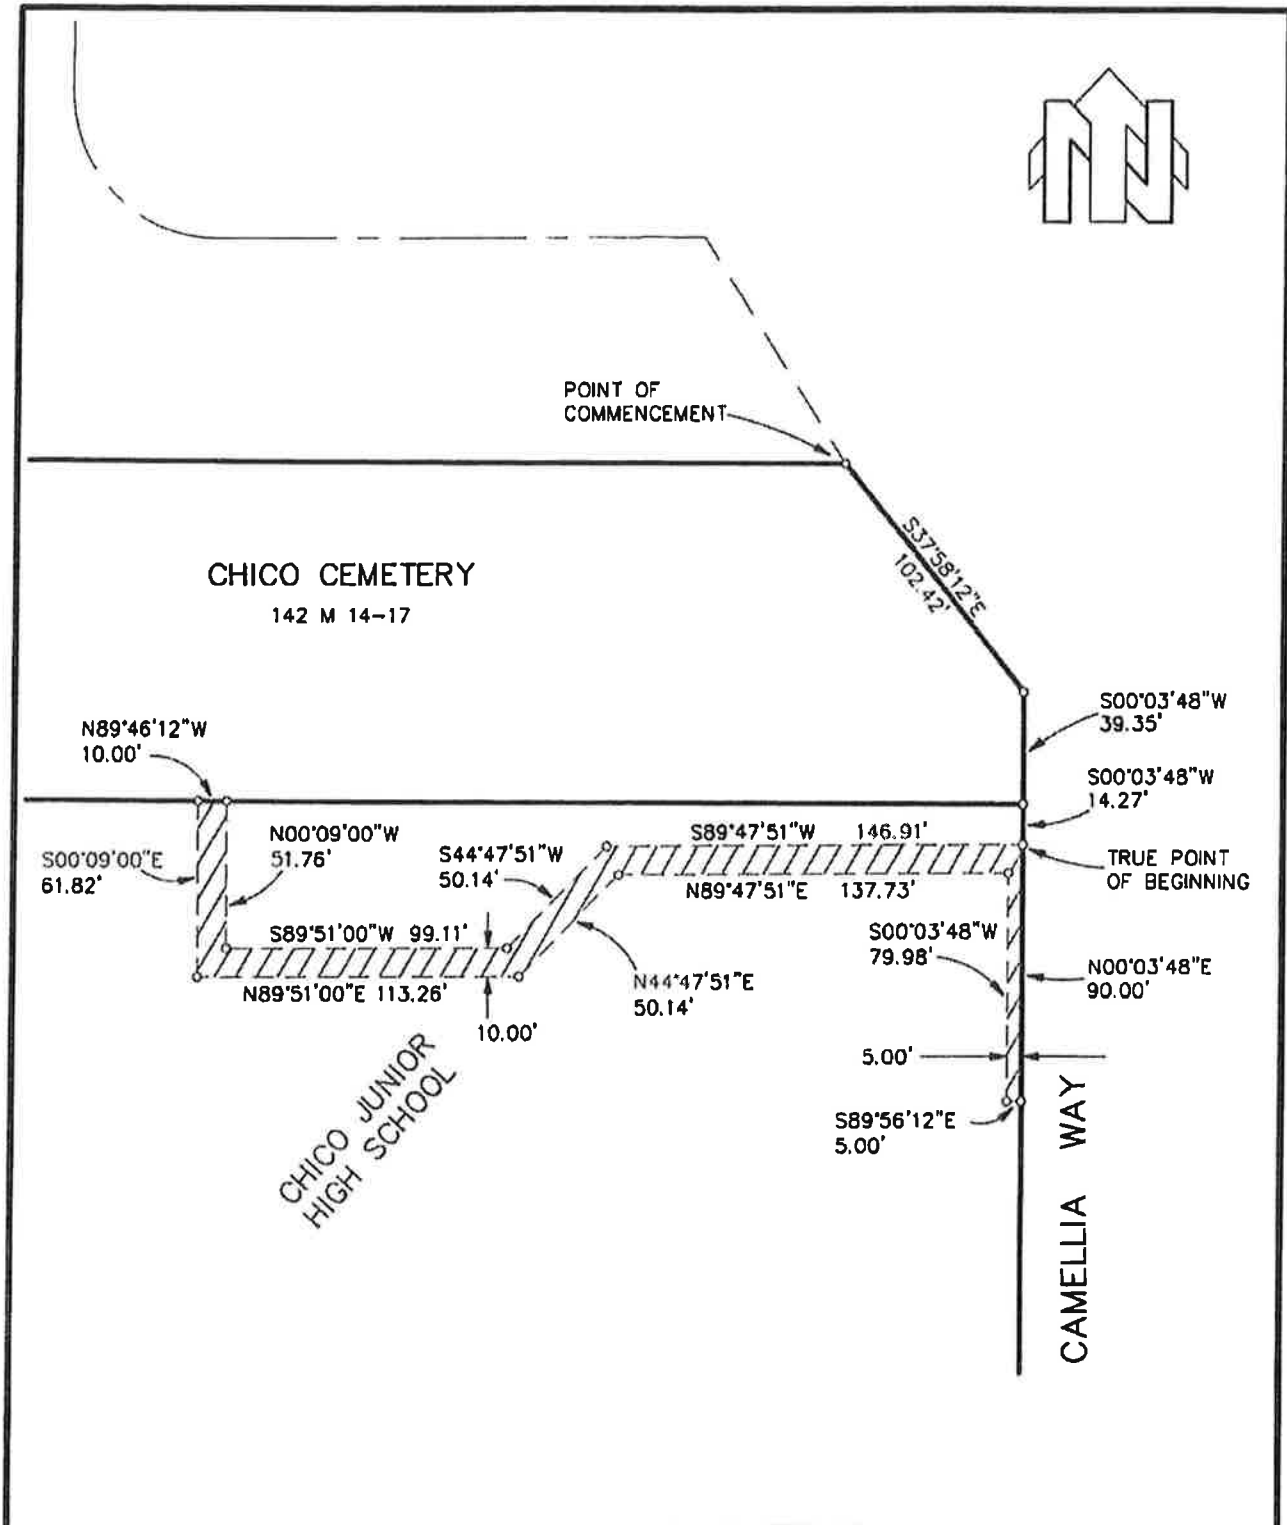 N
POINT OF
COMMENCEMENT
S37°58'12"E
102.42'
CHICO CEMETERY
142 M 14-17
S00°03'48"W
39.35'
N89°46'12"W
10.00'
S00°03'48"W
14.27'
N00°09'00"W
51.76'
S44°47'51"W
50.14'
S89°47'51"W 146.91'
S00°09'00"E
61.82'
TRUE POINT
OF BEGINNING
N89°47'51"E 137.73'
S89°51'00"W 99.11'
S00°03'48"W
79.98'
N89°51'00"E 113.26'
N44°47'51"E
50.14'
N00°03'48"E
90.00'
10.00'
CHICO JUNIOR
HIGH SCHOOL
5.00'
S89°56'12"E
5.00'
CAMELLIA WAY